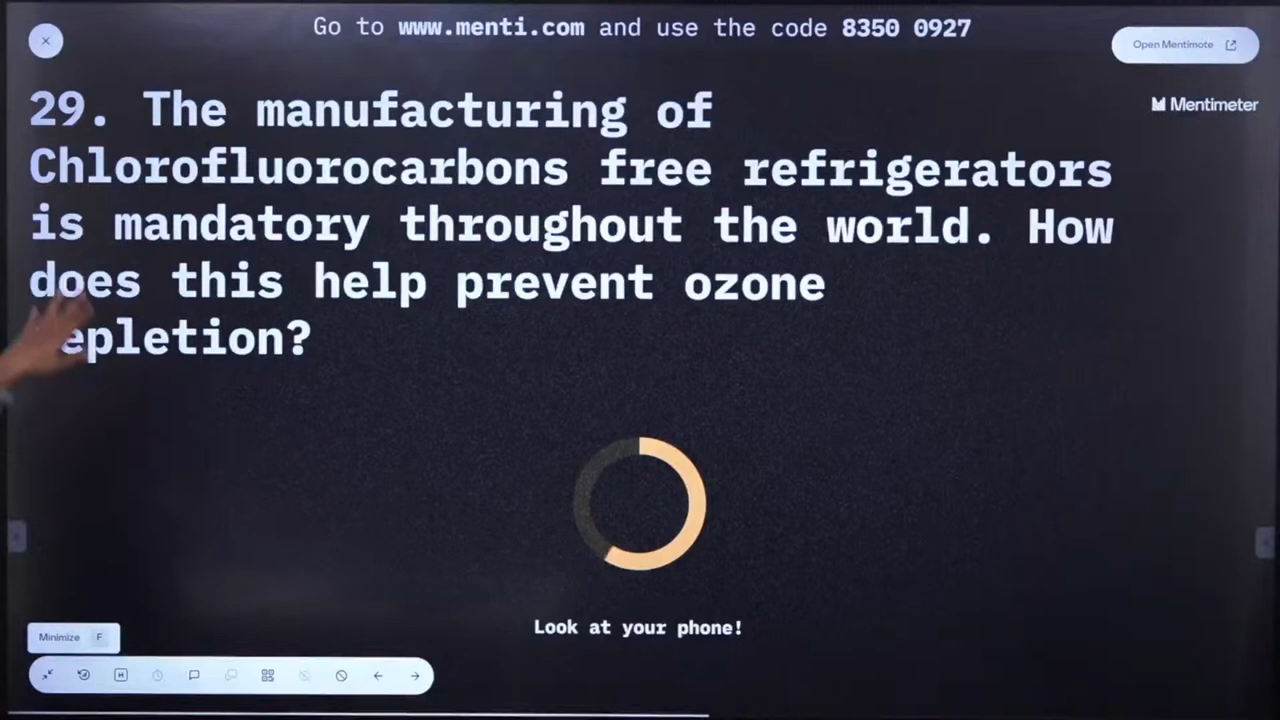 Go to www.menti.com and use the code 8350 0927
Open Mentimote
Mentimeter
29. The manufacturing of
Chlorofluorocarbons free refrigerators
is mandatory throughout the world. How
does this help prevent ozone
epletion?
Look at your phone!
Minimize F
H